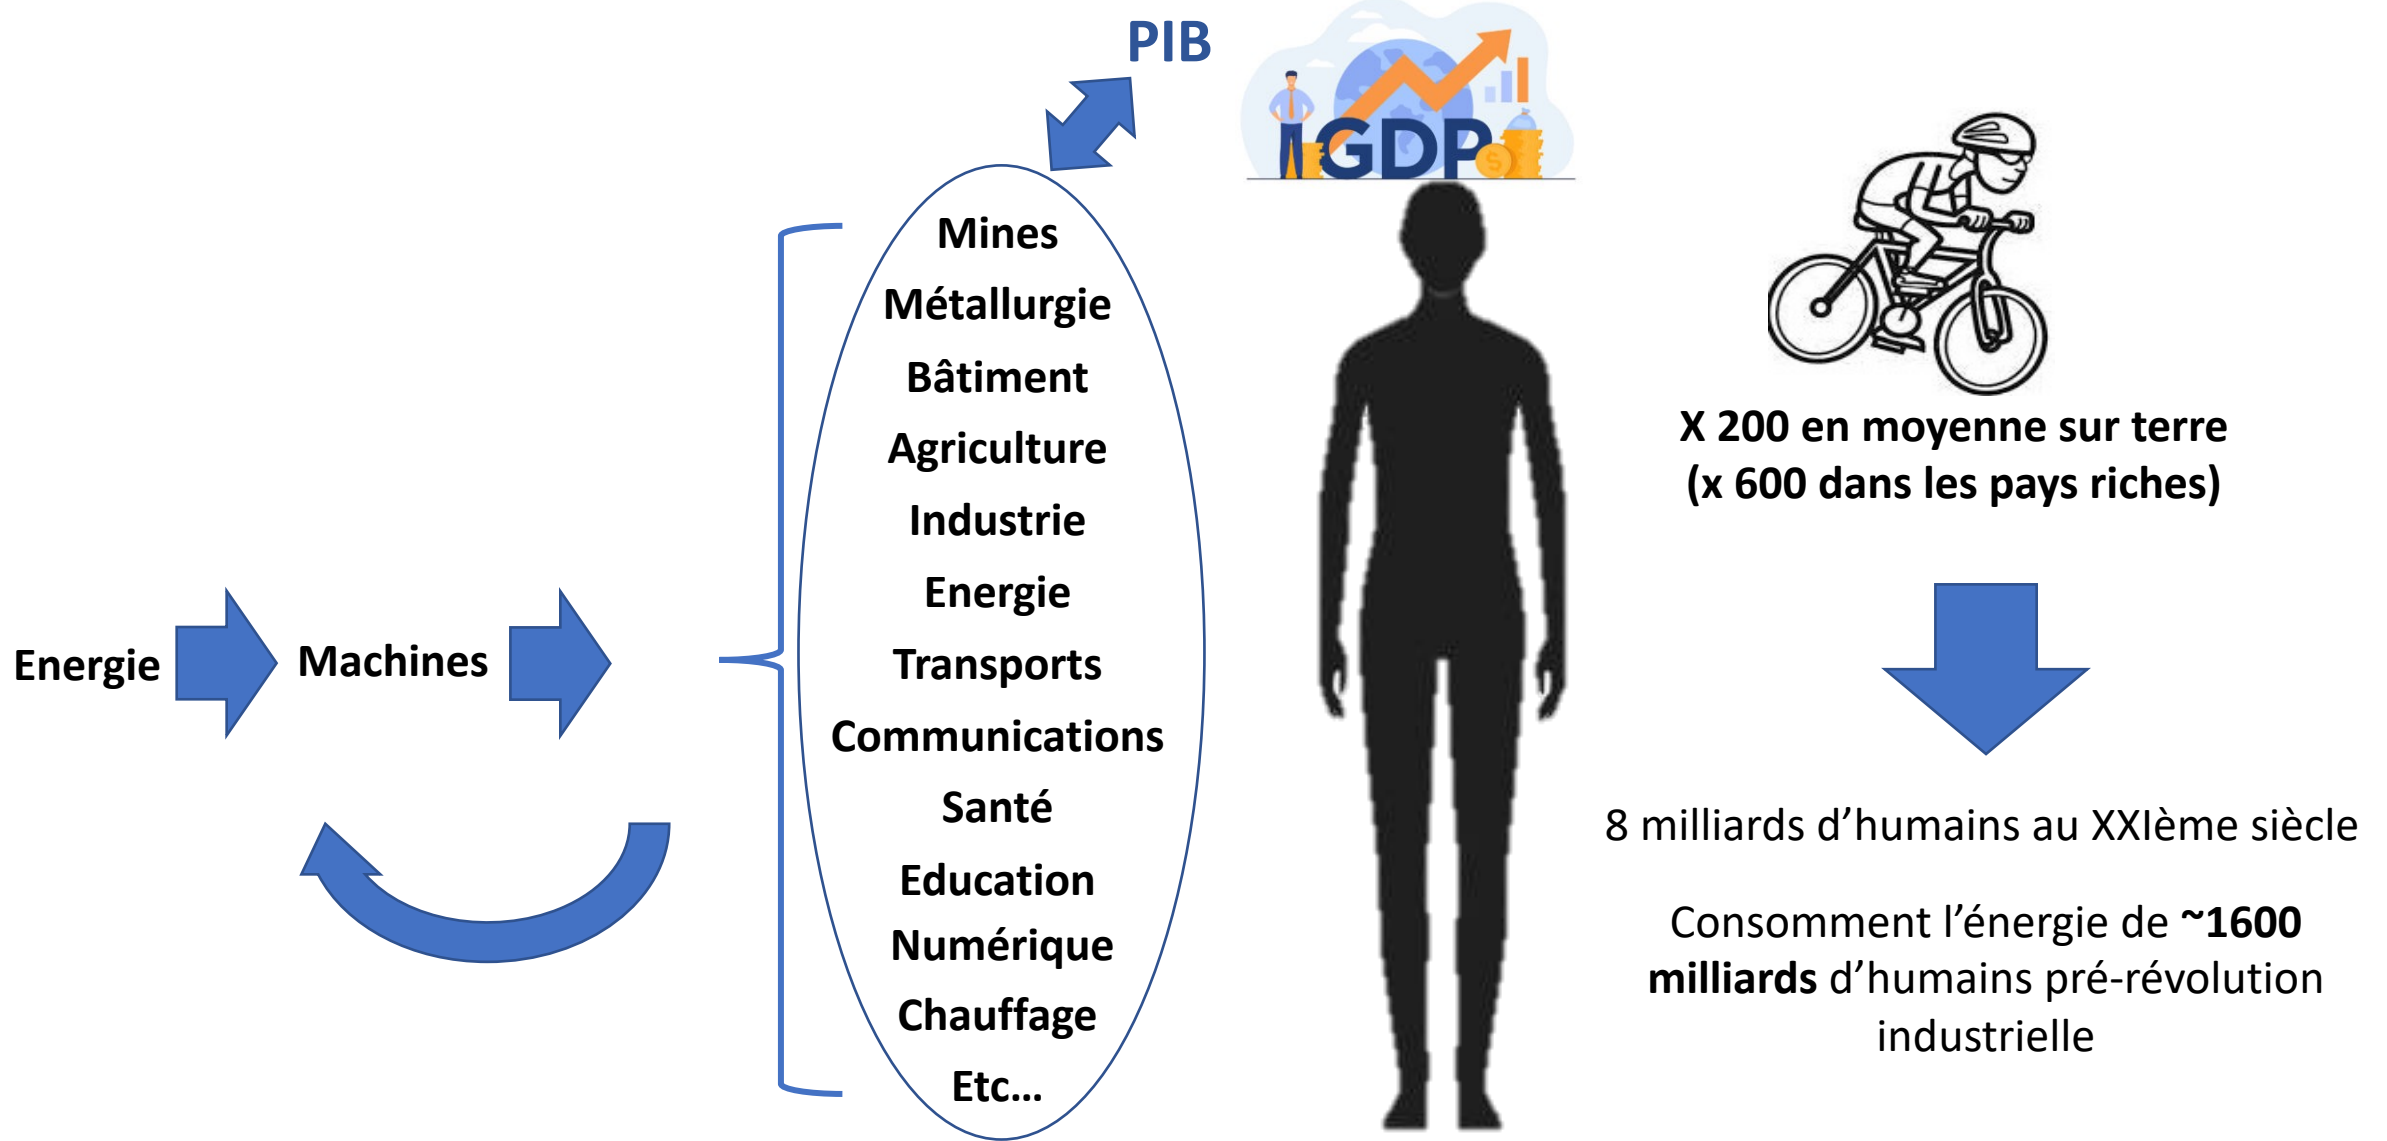 PIB
GDP
Energie
Machines
Mines
Métallurgie
Bâtiment
Agriculture
Industrie
Energie
Transports
Communications
Santé
Education
Numérique
Chauffage
Etc…
X 200 en moyenne sur terre
(x 600 dans les pays riches)
8 milliards d’humains au XXIème siècle
Consomment l’énergie de ~1600
milliards d’humains pré-révolution
industrielle